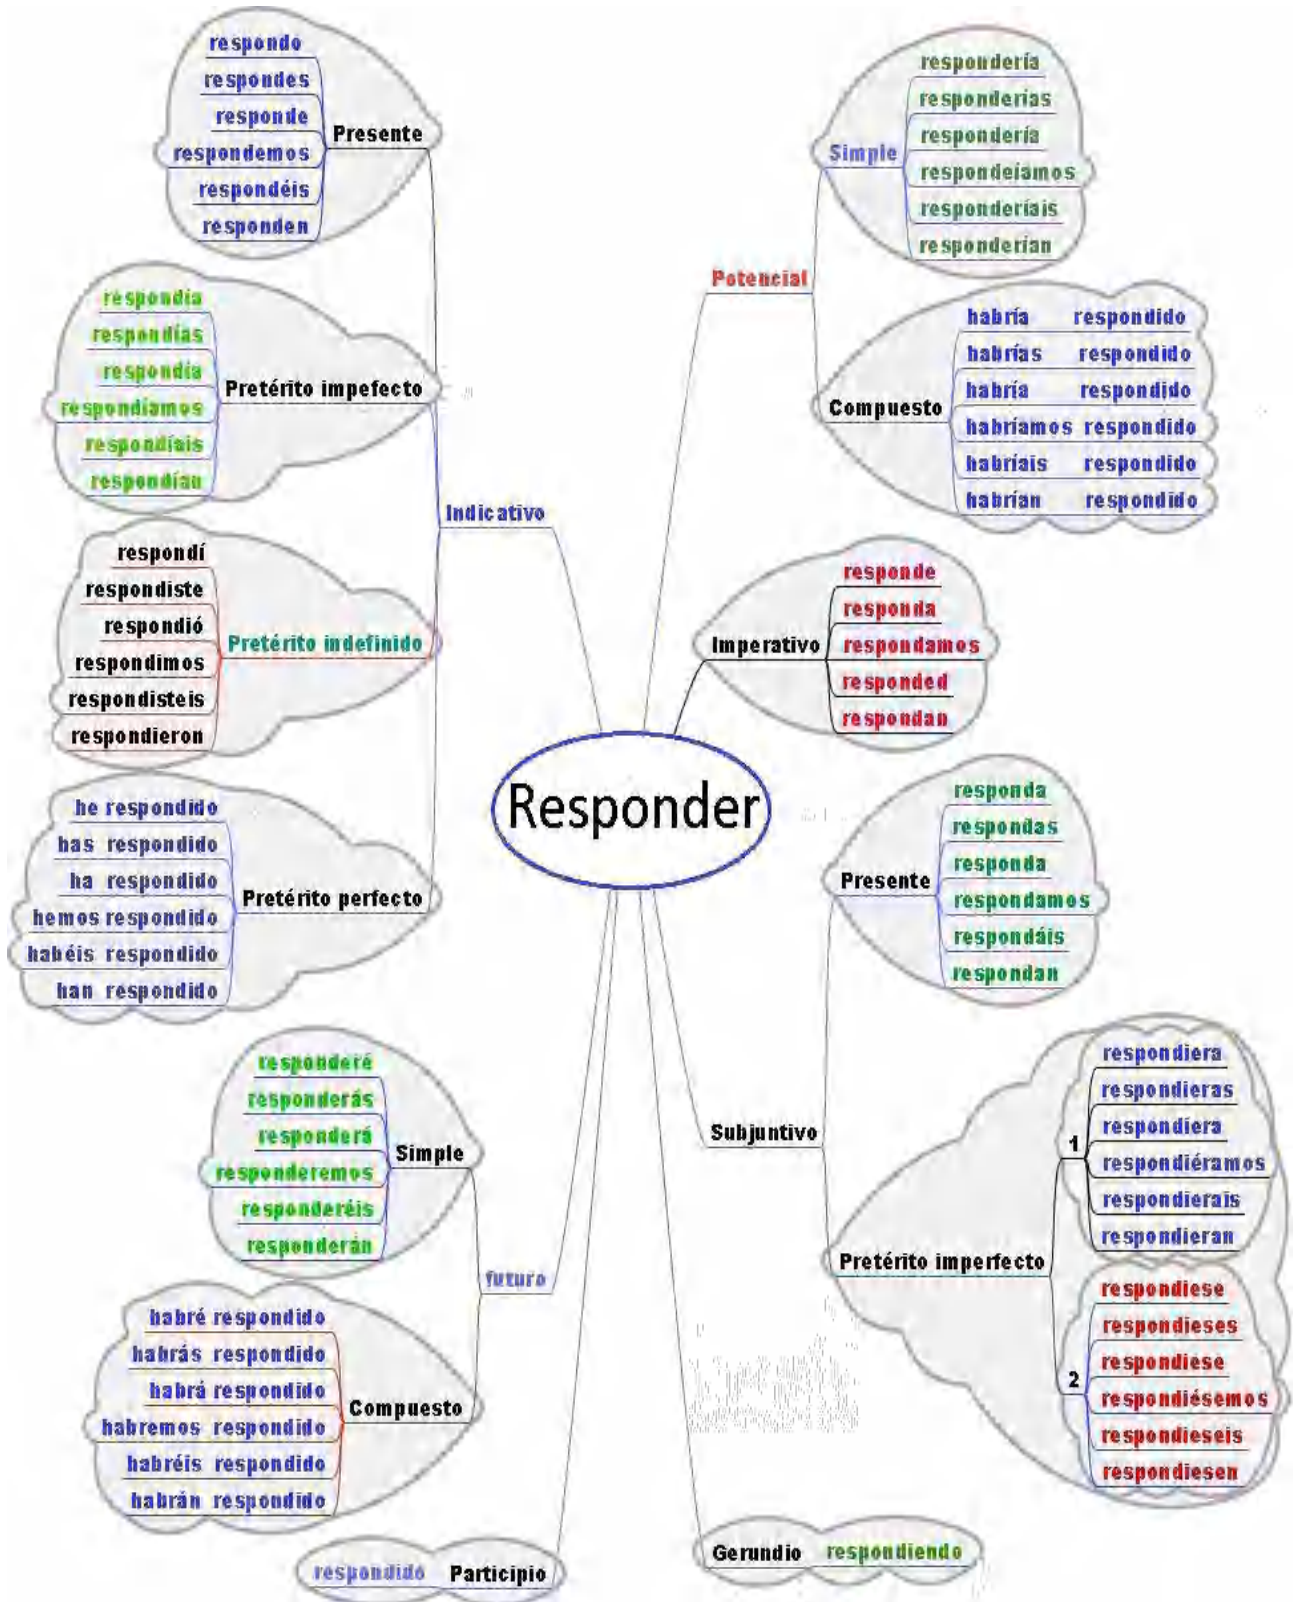 respondo
respondes
responde
respondemos
respondéis
responden
Presente
respondía
respondías
respondía
respondíamos
respondíais
respondían
Pretérito impefecto
respondí
respondiste
respondió
respondimos
respondisteis
respondieron
Pretérito indefinido
he respondido
has respondido
ha respondido
hemos respondido
habéis respondido
han respondido
Pretérito perfecto
Indicativo
responderé
responderás
responderá
responderemos
responderéis
responderán
Simple
habré respondido
habrás respondido
habrá respondido
habremos respondido
habréis respondido
habrán respondido
Compuesto
futuro
respondido Participio
Responder
Potencial
Simple
respondería
responderías
respondería
respondeíamos
responderíais
responderían
Compuesto
habría respondido
habrías respondido
habría respondido
habríamos respondido
habríais respondido
habrían respondido
Imperativo
responde
responda
respondamos
responded
respondan
Subjuntivo
Presente
responda
respondas
responda
respondamos
respondáis
respondan
Pretérito imperfecto
1
respondiera
respondieras
respondiera
respondiéramos
respondierais
respondieran
2
respondiese
respondieses
respondiese
respondiésemos
respondieseis
respondiesen
Gerundio respondiendo